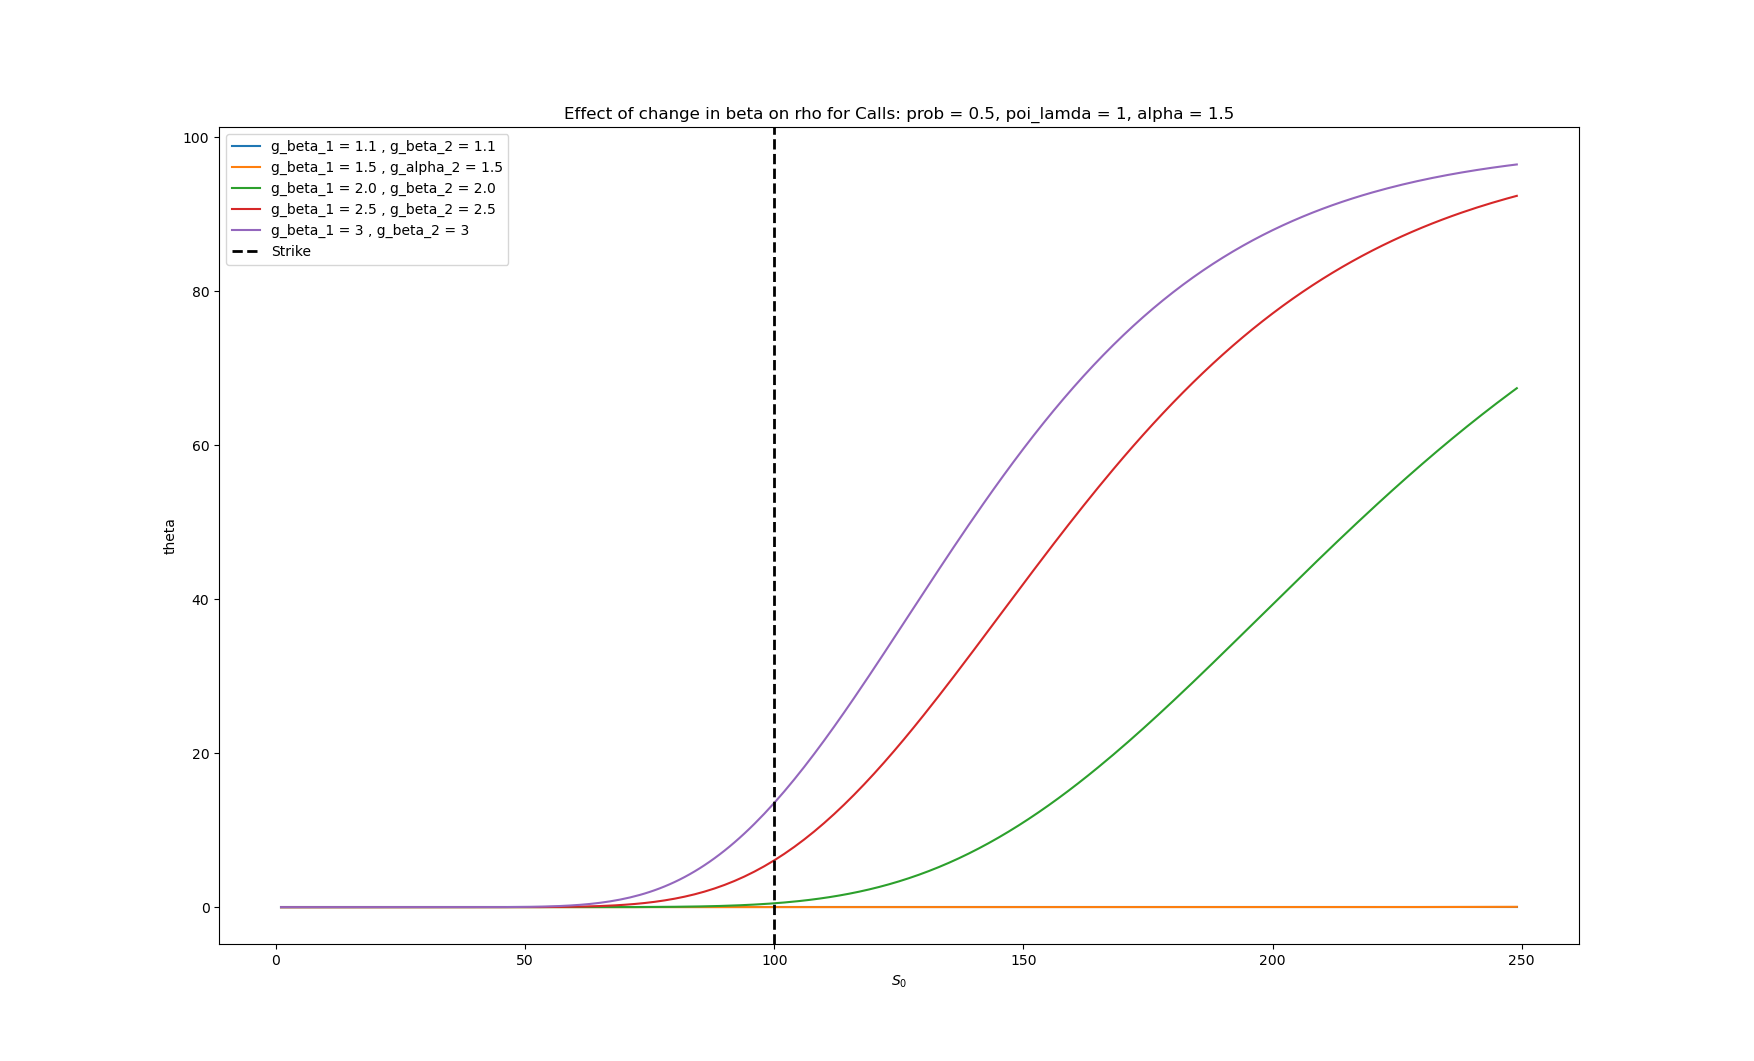 Effect of change in beta on rho for Calls: prob = 0.5, poi_lamda = 1, alpha = 1.5
100
80
60
40
20
0
theta
g_beta_1 = 1.1 , g_beta_2 = 1.1
g_beta_1 = 1.5 , g_alpha_2 = 1.5
g_beta_1 = 2.0 , g_beta_2 = 2.0
g_beta_1 = 2.5 , g_beta_2 = 2.5
g_beta_1 = 3 , g_beta_2 = 3
Strike
0 50 100 150 200 250
S₀